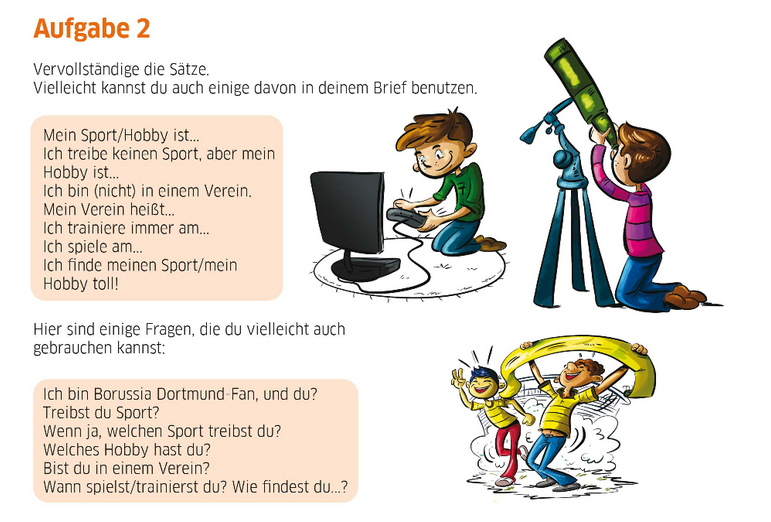 Aufgabe 2
Vervollständige die Sätze.
Vielleicht kannst du auch einige davon in deinem Brief benutzen.
Mein Sport/Hobby ist...
Ich treibe keinen Sport, aber mein
Hobby ist...
Ich bin (nicht) in einem Verein.
Mein Verein heißt...
Ich trainiere immer am...
Ich spiele am...
Ich finde meinen Sport/mein
Hobby toll!
Hier sind einige Fragen, die du vielleicht auch
gebrauchen kannst:
Ich bin Borussia Dortmund-Fan, und du?
Treibst du Sport?
Wenn ja, welchen Sport treibst du?
Welches Hobby hast du?
Bist du in einem Verein?
Wann spielst/trainierst du? Wie findest du...?